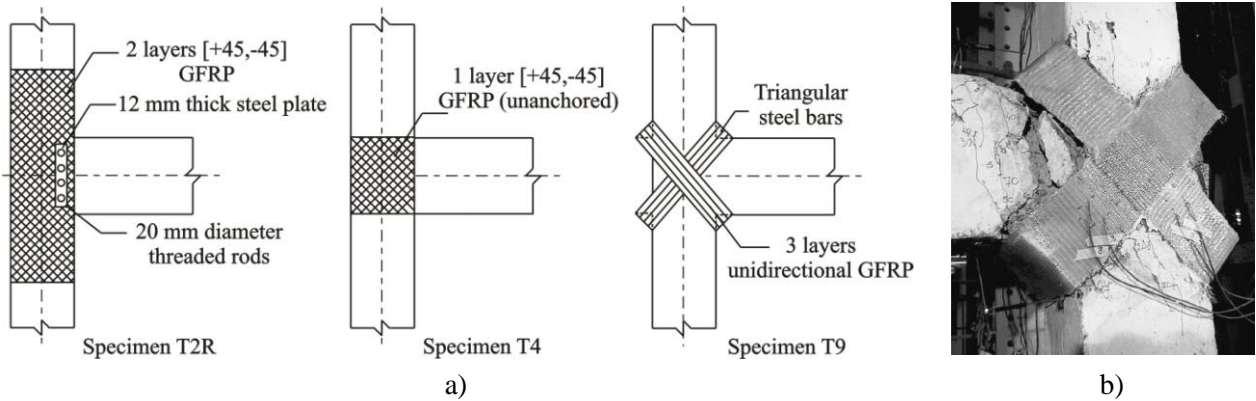 2 layers [+45,-45]
GFRP
12 mm thick steel plate
20 mm diameter
threaded rods
Specimen T2R
1 layer [+45,-45]
GFRP (unanchored)
Specimen T4
Triangular
steel bars
3 layers
unidirectional GFRP
Specimen T9
a)
b)